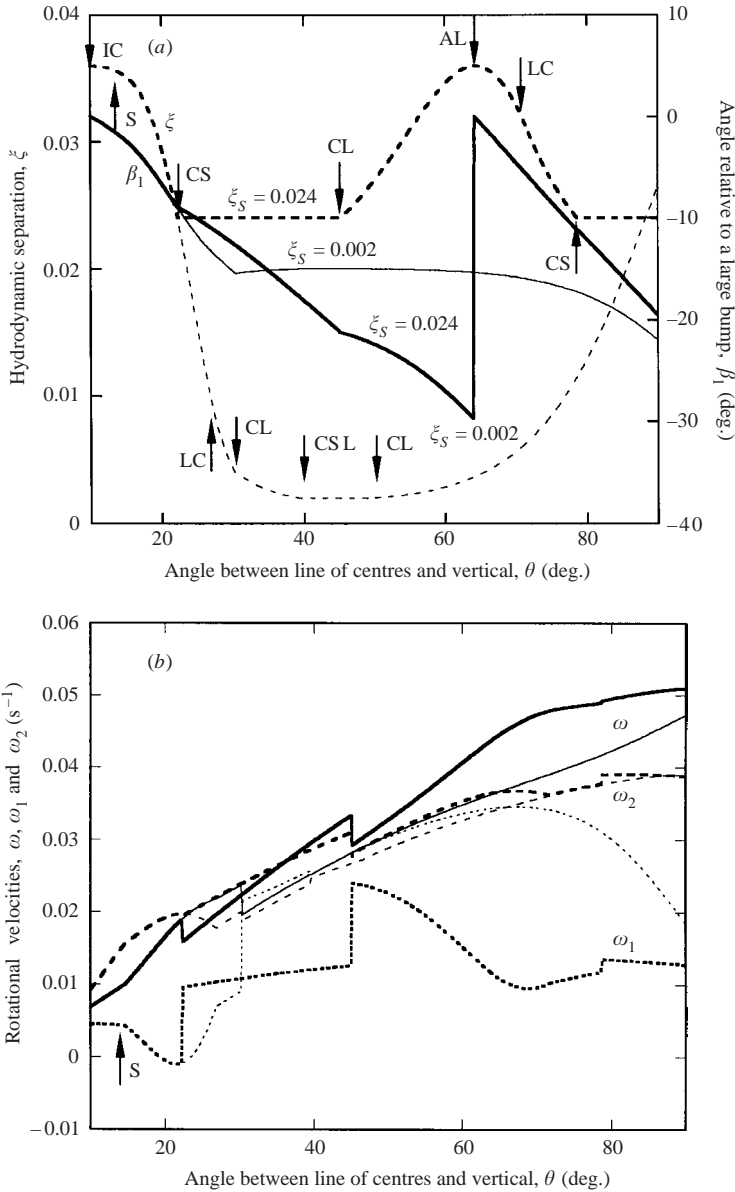 0.04
0.03
0.02
0.01
0
10
0
−10
−20
−30
−40
Hydrodynamic separation, ξ
Angle relative to a large bump, β₁ (deg.)
(a)
IC
AL
LC
S
ξ
β₁
CS
CL
ξ_S = 0.024
ξ_S = 0.002
CS
ξ_S = 0.024
ξ_S = 0.002
LC
CL
CS L
CL
20
40
60
80
Angle between line of centres and vertical, θ (deg.)
0.06
0.05
0.04
0.03
0.02
0.01
0
−0.01
Rotational velocities, ω, ω₁ and ω₂ (s⁻¹)
(b)
ω
ω₂
ω₁
S
20
40
60
80
Angle between line of centres and vertical, θ (deg.)